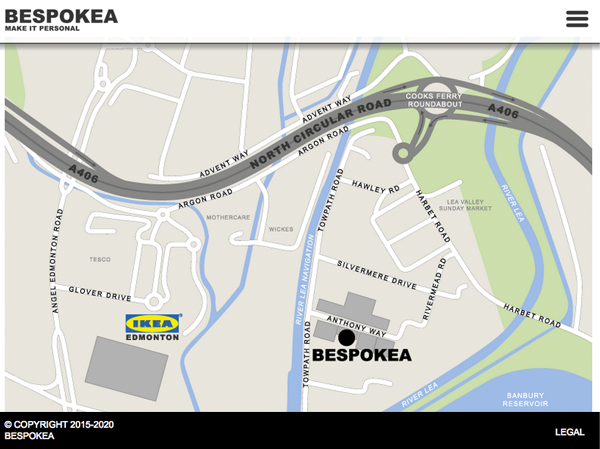 BESPOKEA
MAKE IT PERSONAL
ADVENT WAY
COOKS FERRY
ROUNDABOUT
A406
NORTH CIRCULAR ROAD
ARGON ROAD
ADVENT WAY
A406
ARGON ROAD
HAWLEY RD
TOWPATH ROAD
HARBET ROAD
LEA VALLEY
SUNDAY MARKET
RIVER LEA
ANGEL EDMONTON ROAD
MOTHERCARE
WICKES
TESCO
RIVER LEA NAVIGATION
SILVERMERE DRIVE
RIVERMEAD RD
GLOVER DRIVE
HARBET ROAD
IKEA
EDMONTON
ANTHONY WAY
BESPOKEA
TOWPATH ROAD
RIVER LEA
BANBURY
RESERVOIR
© COPYRIGHT 2015-2020
BESPOKEA
LEGAL